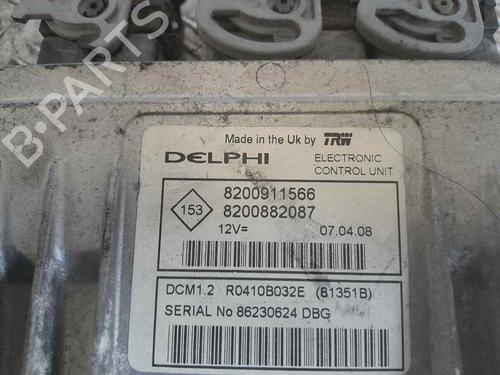 B-PARTS
Made in the Uk by TRW
DELPHI
ELECTRONIC
CONTROL UNIT
153
8200911566
8200882087
12V=
07.04.08
DCM1.2 R0410B032E (81351B)
SERIAL No 86230624 DBG